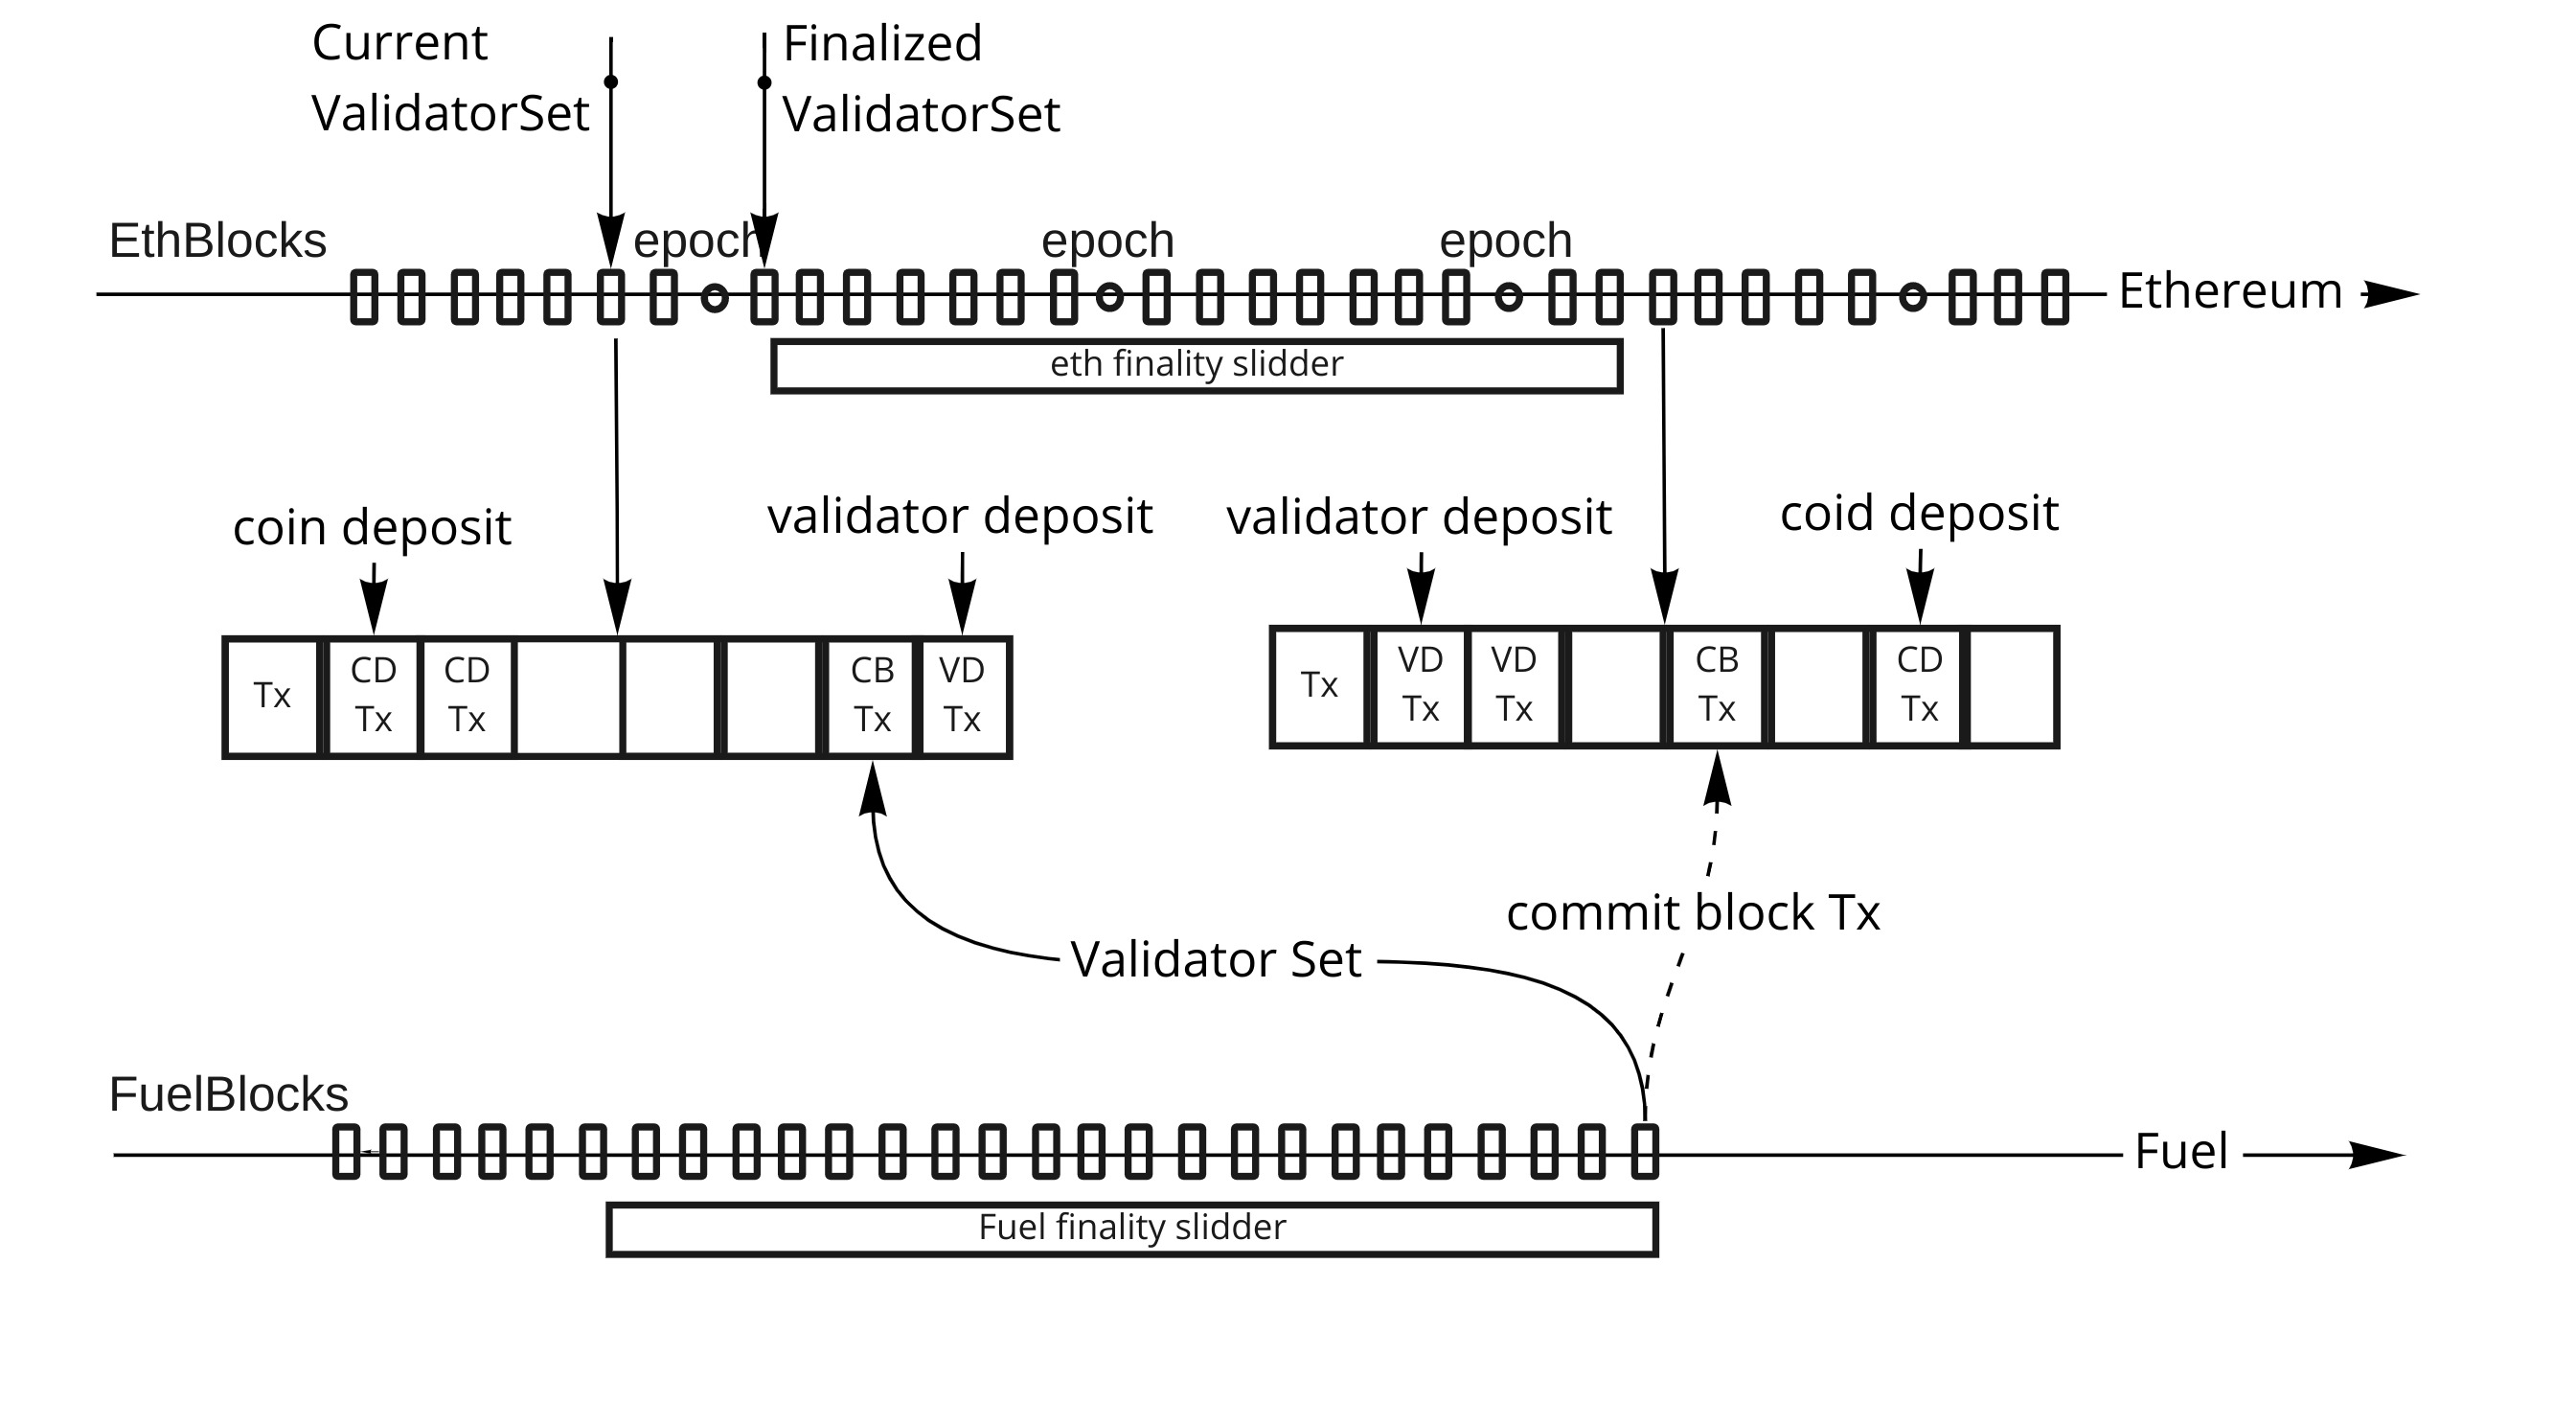 Current
ValidatorSet
Finalized
ValidatorSet
EthBlocks
epoch
epoch
epoch
Ethereum
eth finality slidder
coin deposit
validator deposit
validator deposit
coid deposit
Tx
CD
Tx
CD
Tx
CB
Tx
VD
Tx
Tx
VD
Tx
VD
Tx
CB
Tx
CD
Tx
commit block Tx
Validator Set
FuelBlocks
Fuel
Fuel finality slidder